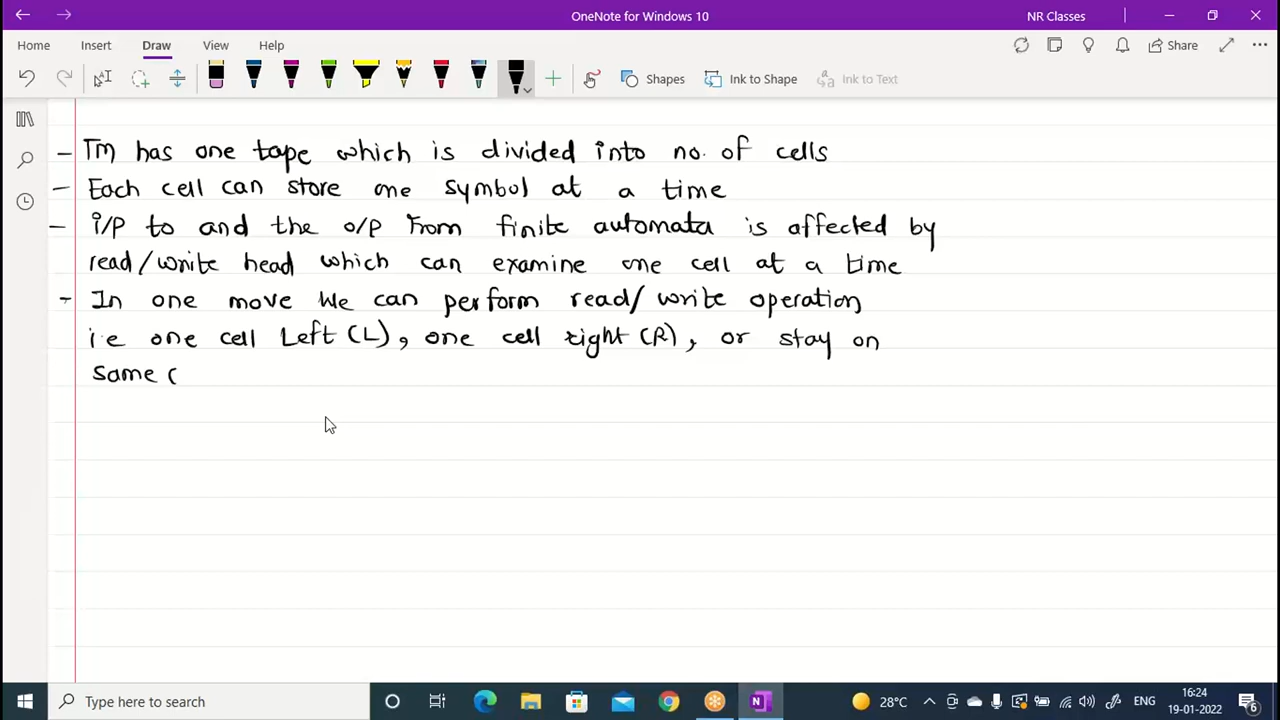 OneNote for Windows 10
NR Classes
Home Insert Draw View Help
Share
Shapes
Ink to Shape
Ink to Text
- TM has one tape which is divided into no. of cells
- Each cell can store one symbol at a time
- i/p to and the o/p from finite automata is affected by
read/write head which can examine one cell at a time
- In one move we can perform read/write operation
i.e one cell Left (L), one cell right (R), or stay on
Same (
Type here to search
28°C
ENG
16:24
19-01-2022
6